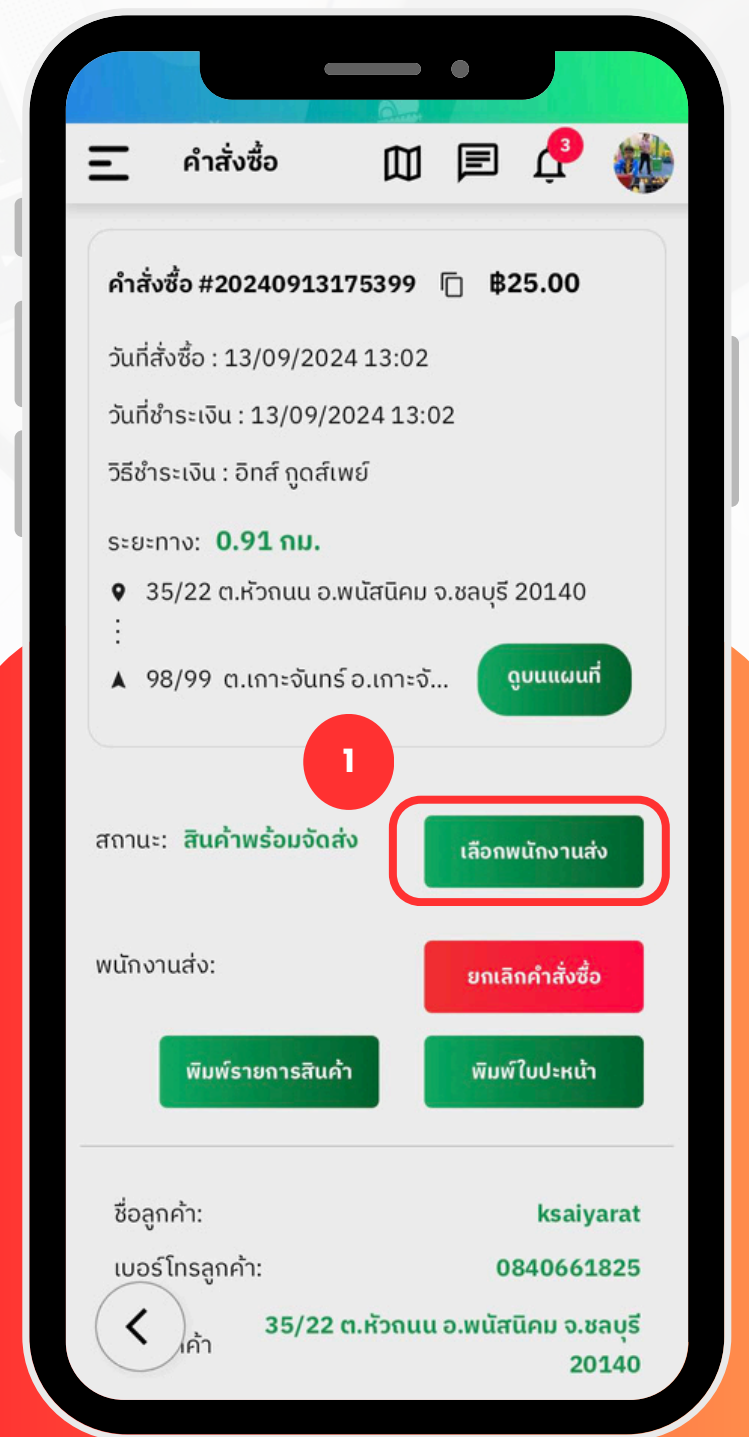 คำสั่งซื้อ
3
คำสั่งซื้อ #20240913175399 ฿25.00
วันที่สั่งซื้อ : 13/09/2024 13:02
วันที่ชำระเงิน : 13/09/2024 13:02
วิธีชำระเงิน : อิทส์ กูดส์เพย์
ระยะทาง: 0.91 กม.
35/22 ต.หัวถนน อ.พนัสนิคม จ.ชลบุรี 20140
98/99 ต.เกาะจันทร์ อ.เกาะจั...
ดูบนแผนที่
1
สถานะ: สินค้าพร้อมจัดส่ง
เลือกพนักงานส่ง
พนักงานส่ง:
ยกเลิกคำสั่งซื้อ
พิมพ์รายการสินค้า
พิมพ์ใบปะหน้า
ชื่อลูกค้า: ksaiyarat
เบอร์โทรลูกค้า: 0840661825
35/22 ต.หัวถนน อ.พนัสนิคม จ.ชลบุรี
20140